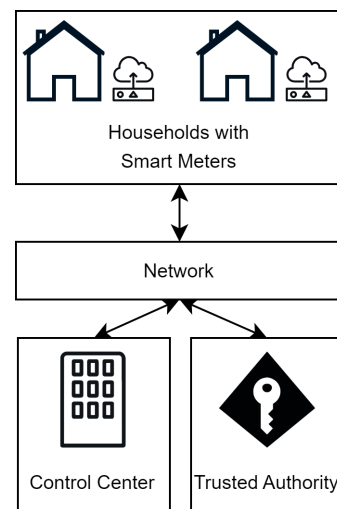 Households with
Smart Meters
Network
Control Center
Trusted Authority